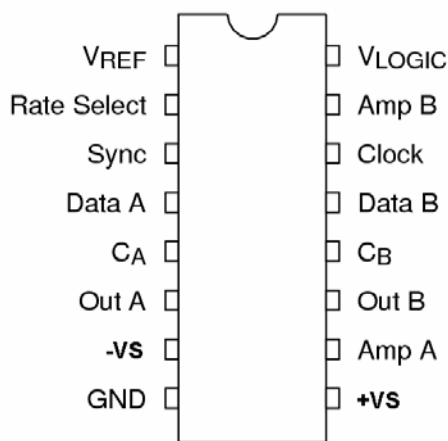 VREF VLOGIC
Rate Select Amp B
Sync Clock
Data A Data B
CA CB
Out A Out B
-VS Amp A
GND +VS